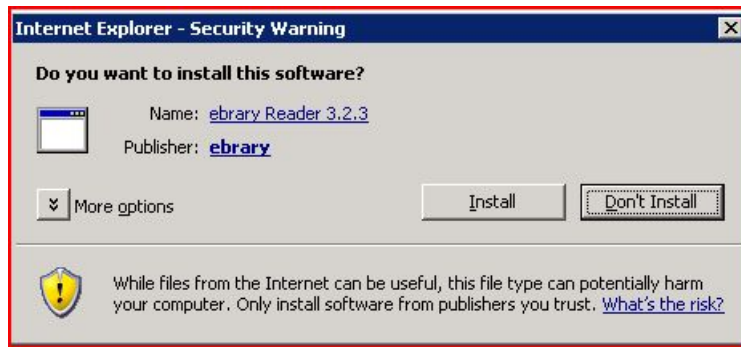 Internet Explorer - Security Warning
Do you want to install this software?
Name: ebrary Reader 3.2.3
Publisher: ebrary
More options
Install
Don't Install
While files from the Internet can be useful, this file type can potentially harm
your computer. Only install software from publishers you trust. What's the risk?